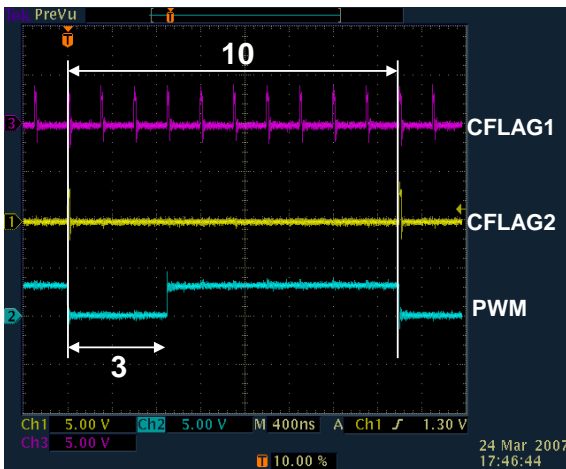 PreVu
T
T
10
3
CFLAG1
1
CFLAG2
2
PWM
3
Ch1 5.00 V Ch2 5.00 V M 400ns A Ch1 1.30 V
Ch3 5.00 V
T 10.00 %
24 Mar 2007
17:46:44